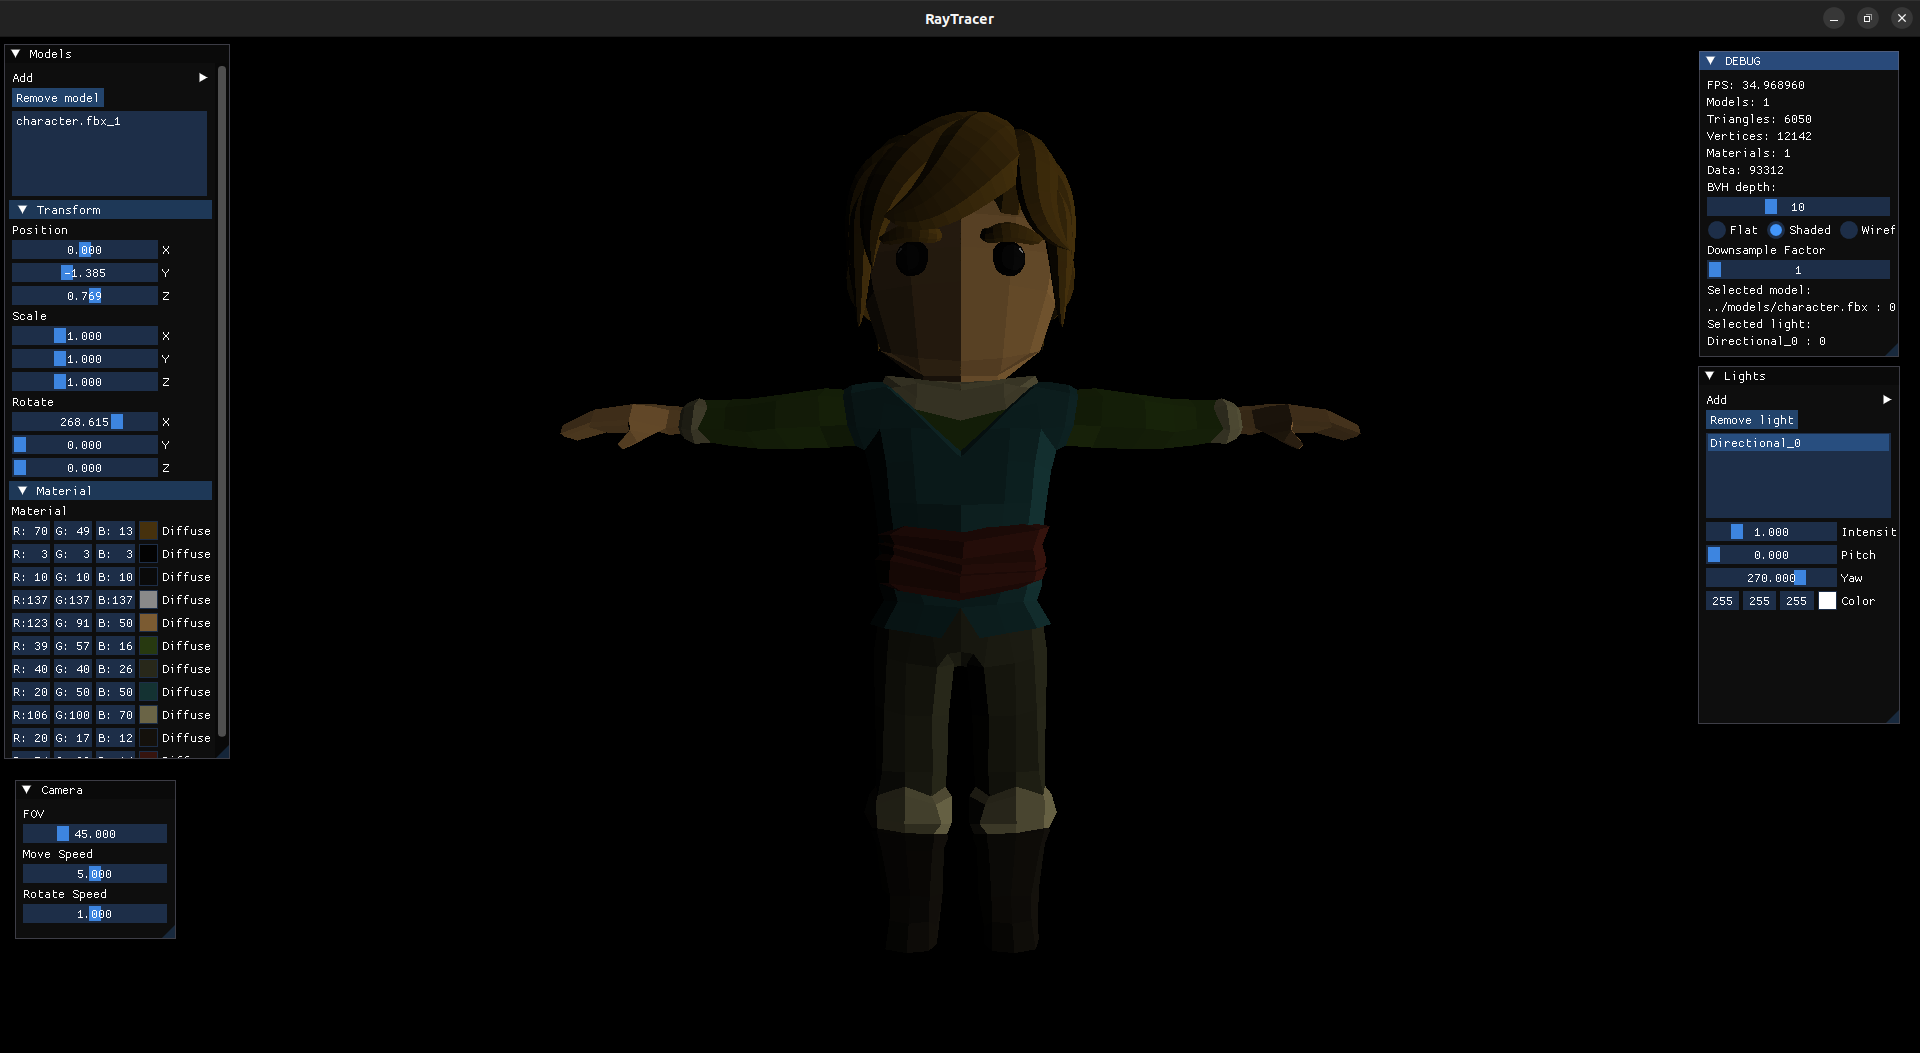 RayTracer
Models
Add
Remove model
character.fbx_1
Transform
Position
0.000 X
-1.385 Y
0.769 Z
Scale
1.000 X
1.000 Y
1.000 Z
Rotate
268.615 X
0.000 Y
0.000 Z
Material
Material
R: 70 G: 49 B: 13 Diffuse
R: 3 G: 3 B: 3 Diffuse
R: 10 G: 10 B: 10 Diffuse
R:137 G:137 B:137 Diffuse
R:123 G: 91 B: 50 Diffuse
R: 39 G: 57 B: 16 Diffuse
R: 40 G: 40 B: 26 Diffuse
R: 20 G: 50 B: 50 Diffuse
R:106 G:100 B: 70 Diffuse
R: 20 G: 17 B: 12 Diffuse
Camera
FOV
45.000
Move Speed
5.000
Rotate Speed
1.000
DEBUG
FPS: 34.968960
Models: 1
Triangles: 6050
Vertices: 12142
Materials: 1
Data: 93312
BVH depth:
10
Flat Shaded Wiref
Downsample Factor
1
Selected model:
../models/character.fbx : 0
Selected light:
Directional_0 : 0
Lights
Add
Remove light
Directional_0
1.000 Intensit
0.000 Pitch
270.000 Yaw
255 255 255 Color